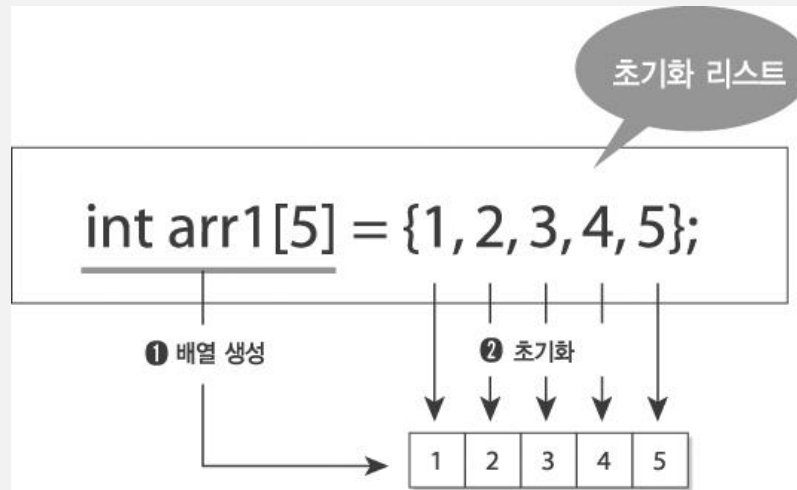 초기화 리스트
int arr1[5] = {1, 2, 3, 4, 5};
❶ 배열 생성
❷ 초기화
1 2 3 4 5